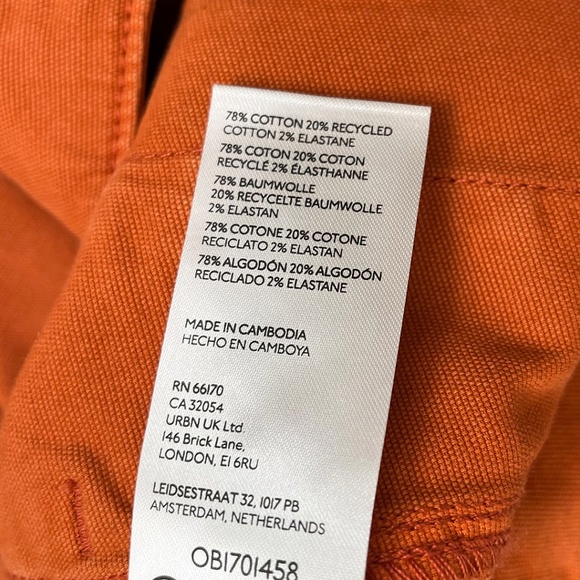 78% COTTON 20% RECYCLED
COTTON 2% ELASTANE
78% COTON 20% COTON
RECYCLÉ 2% ÉLASTHANNE
78% BAUMWOLLE
20% RECYCELTE BAUMWOLLE
2% ELASTAN
78% COTONE 20% COTONE
RECICLATO 2% ELASTAN
78% ALGODÓN 20% ALGODÓN
RECICLADO 2% ELASTANE
MADE IN CAMBODIA
HECHO EN CAMBOYA
RN 66170
CA 32054
URBN UK Ltd.
146 Brick Lane,
LONDON, E1 6RU
LEIDSESTRAAT 32, 1017 PB
AMSTERDAM, NETHERLANDS
OB1701458